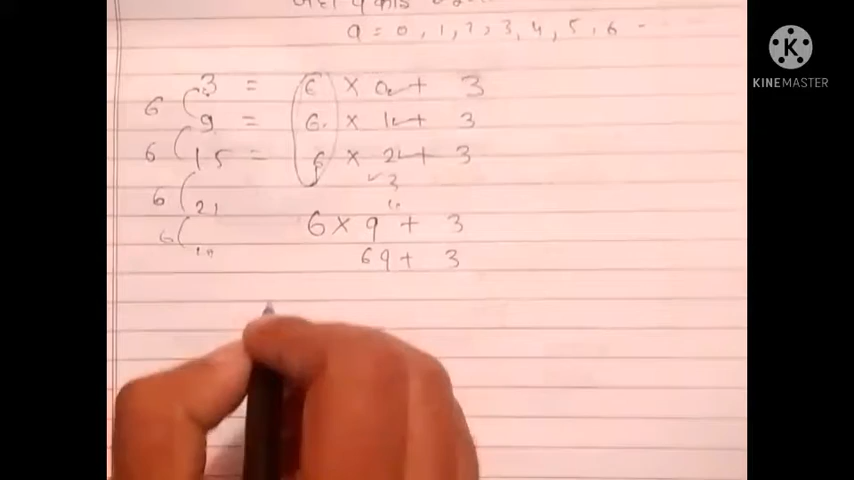 q = 0, 1, 2, 3, 4, 5, 6 -
3 = 6 × 0 + 3
6
9 = 6 × 1 + 3
6
15 = 6 × 2 + 3
3
6
21
6 × q + 3
6
6q + 3
KINEMASTER